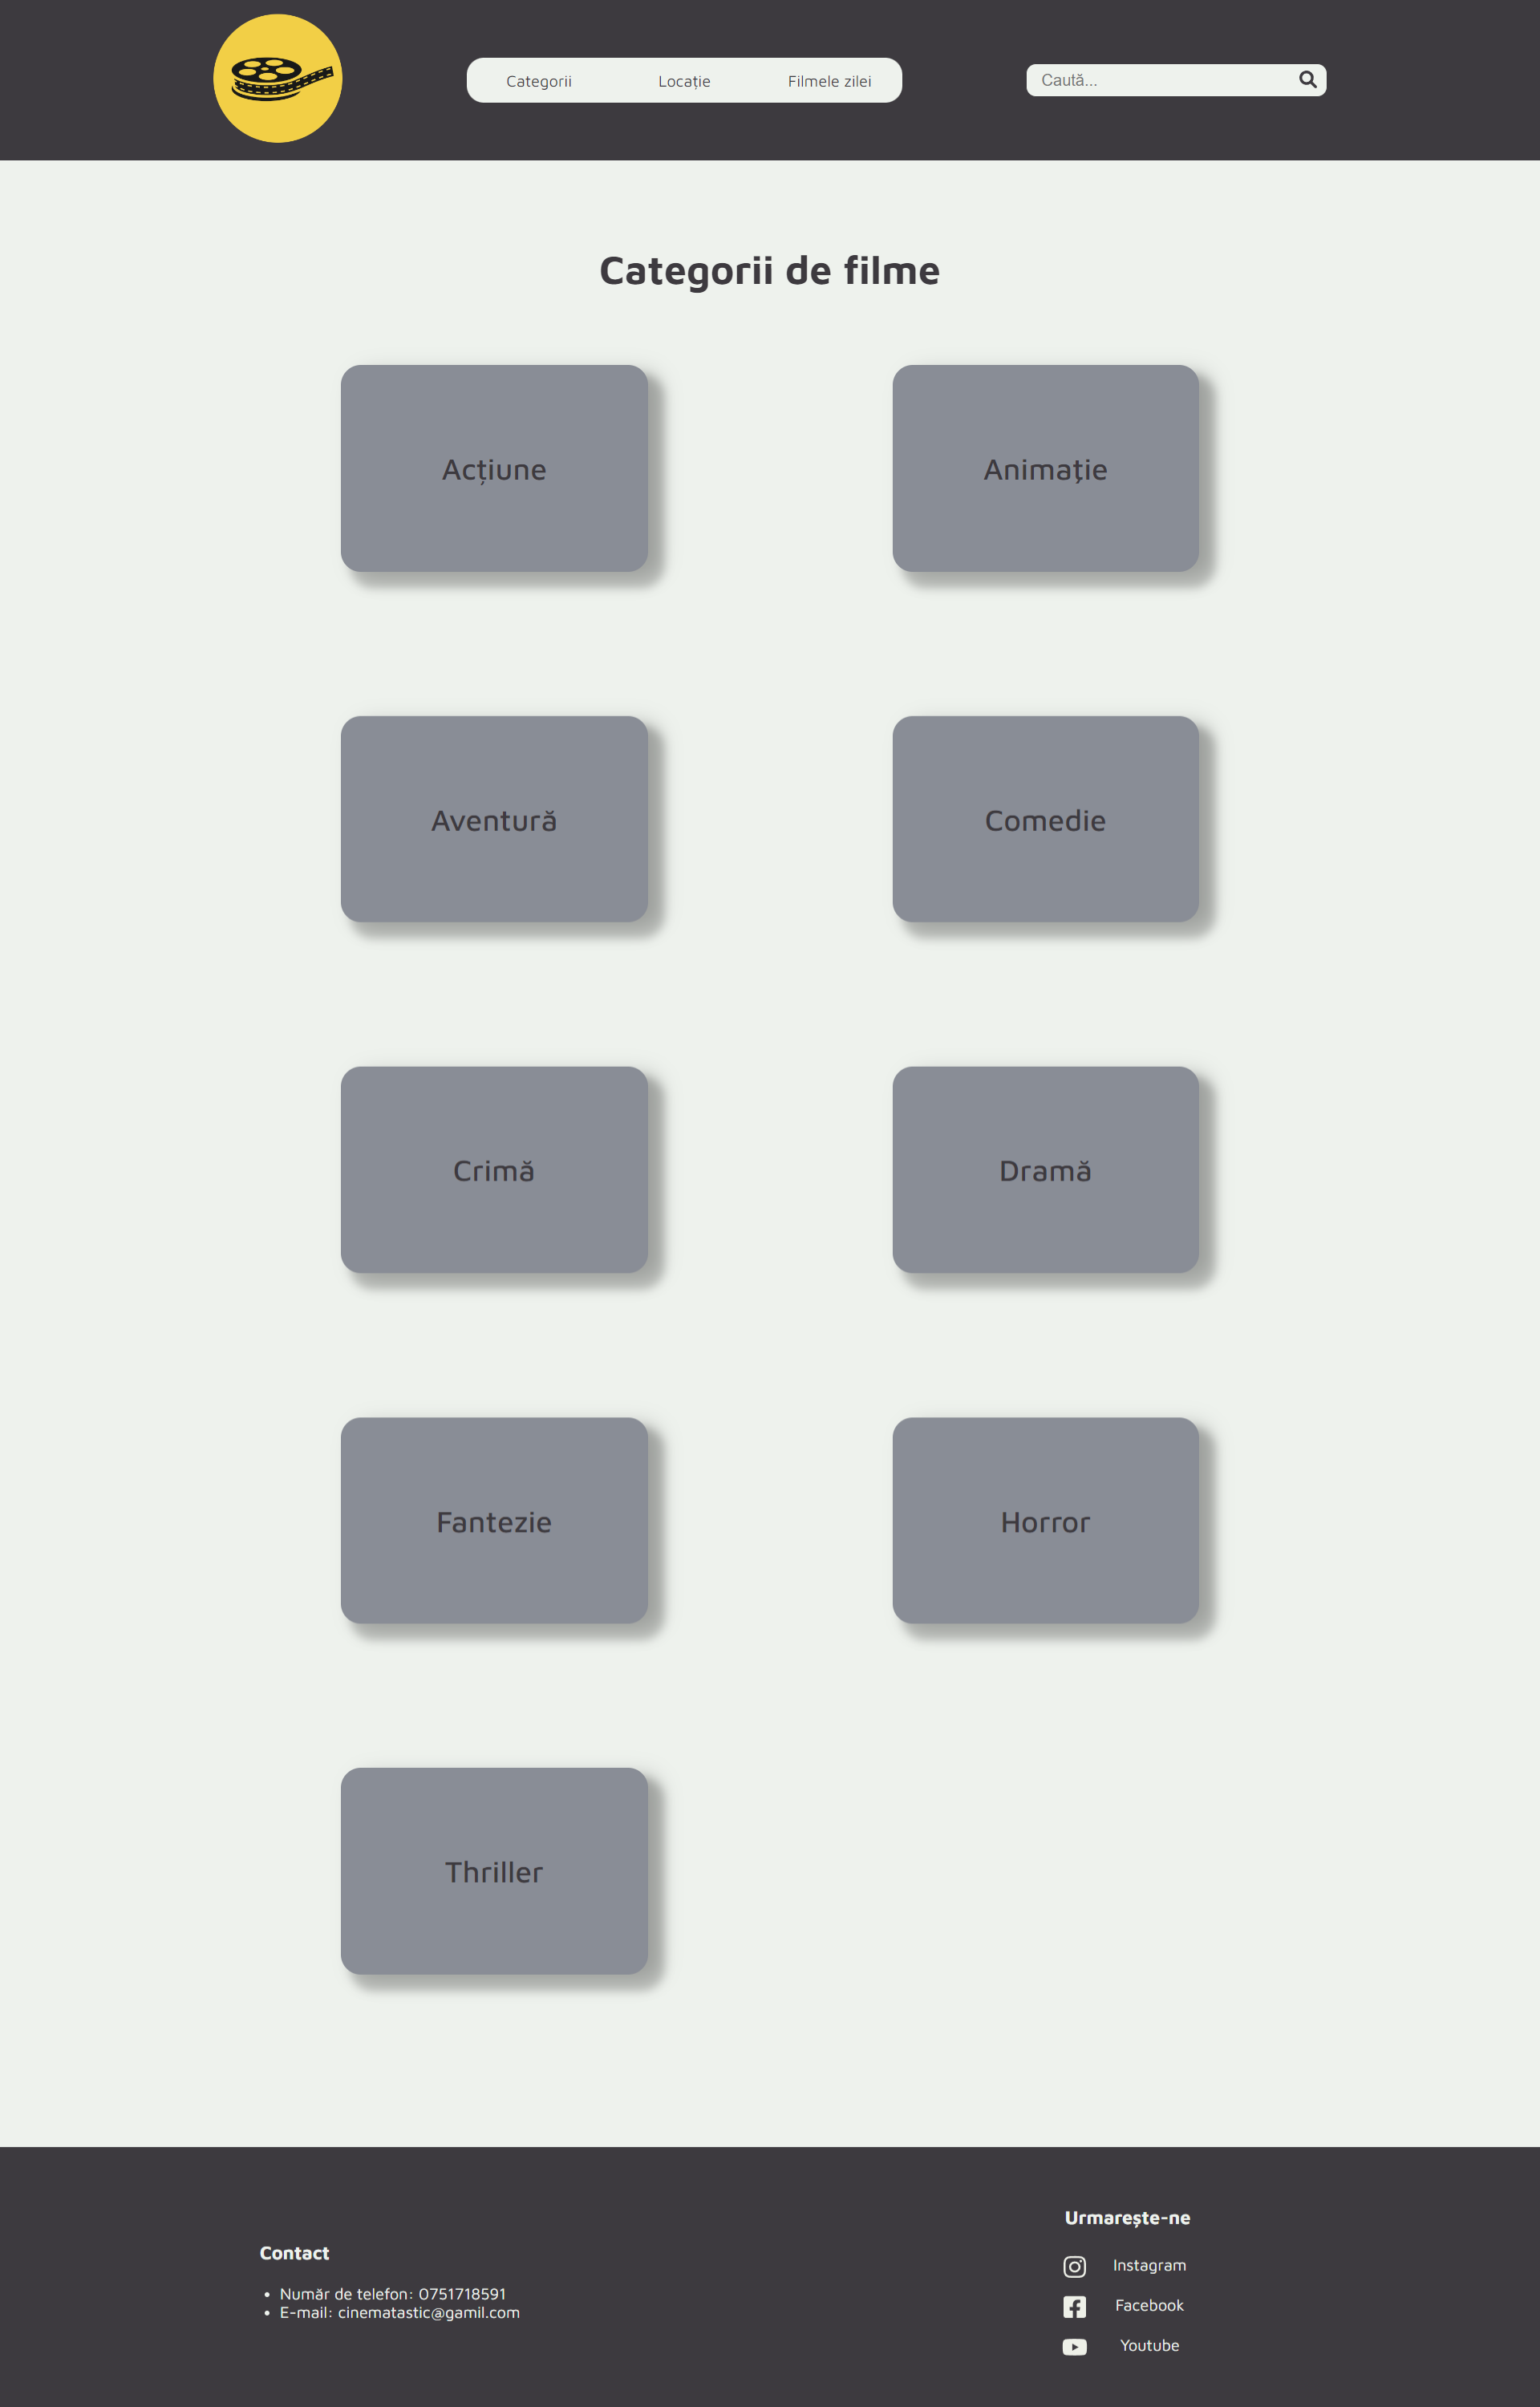 Categorii
Locație
Filmele zilei
Caută...
Categorii de filme
Acțiune
Animație
Aventură
Comedie
Crimă
Dramă
Fantezie
Horror
Thriller
Contact
• Număr de telefon: 0751718591
• E-mail: cinematastic@gamil.com
Urmarește-ne
Instagram
Facebook
Youtube